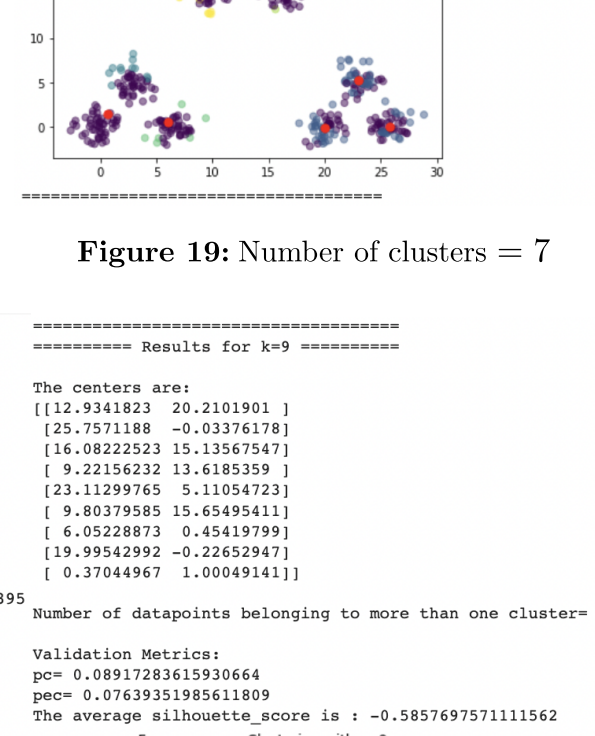 10
5
0
0 5 10 15 20 25 30
=====================================
Figure 19: Number of clusters = 7
=====================================
========== Results for k=9 ==========
The centers are:
[[12.9341823 20.2101901 ]
[25.7571188 -0.03376178]
[16.08222523 15.13567547]
[ 9.22156232 13.6185359 ]
[23.11299765 5.11054723]
[ 9.80379585 15.65495411]
[ 6.05228873 0.45419799]
[19.99542992 -0.22652947]
[ 0.37044967 1.00049141]]
395
Number of datapoints belonging to more than one cluster=
Validation Metrics:
pc= 0.08917283615930664
pec= 0.07639351985611809
The average silhouette_score is : -0.5857697571111562